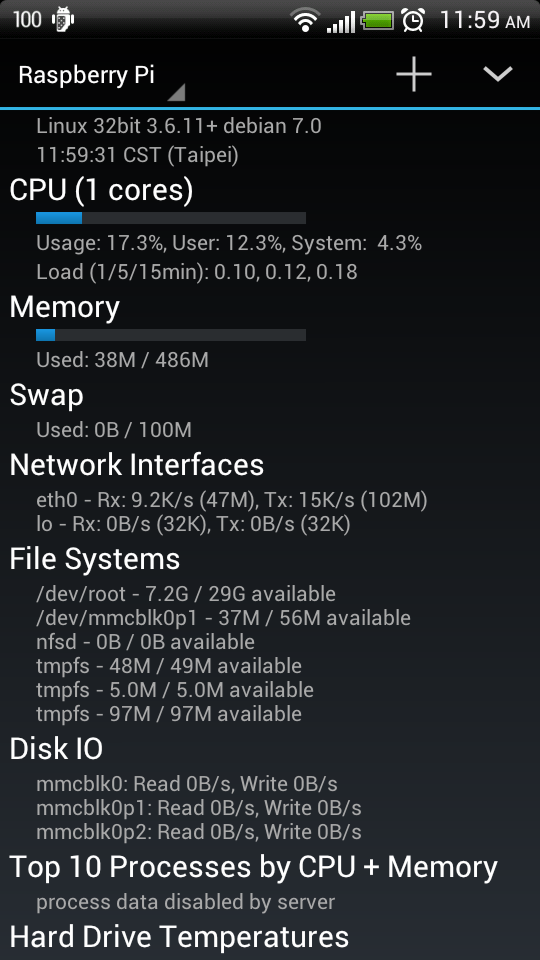 100
11:59 AM
Raspberry Pi
Linux 32bit 3.6.11+ debian 7.0
11:59:31 CST (Taipei)
CPU (1 cores)
Usage: 17.3%, User: 12.3%, System:  4.3%
Load (1/5/15min): 0.10, 0.12, 0.18
Memory
Used: 38M / 486M
Swap
Used: 0B / 100M
Network Interfaces
eth0 - Rx: 9.2K/s (47M), Tx: 15K/s (102M)
lo - Rx: 0B/s (32K), Tx: 0B/s (32K)
File Systems
/dev/root - 7.2G / 29G available
/dev/mmcblk0p1 - 37M / 56M available
nfsd - 0B / 0B available
tmpfs - 48M / 49M available
tmpfs - 5.0M / 5.0M available
tmpfs - 97M / 97M available
Disk IO
mmcblk0: Read 0B/s, Write 0B/s
mmcblk0p1: Read 0B/s, Write 0B/s
mmcblk0p2: Read 0B/s, Write 0B/s
Top 10 Processes by CPU + Memory
process data disabled by server
Hard Drive Temperatures